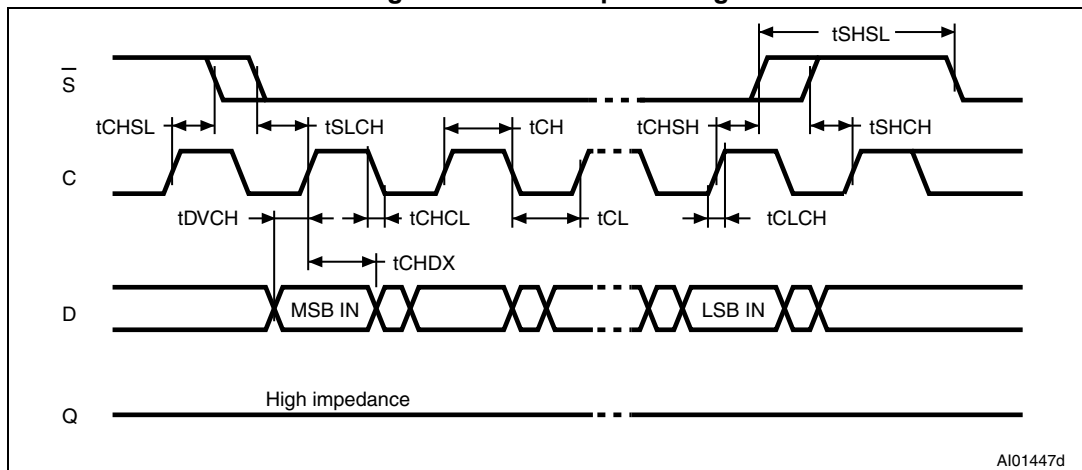 tSHSL
S
tCHSL
tSLCH
tCH
tCHSH
tSHCH
C
tDVCH
tCHCL
tCL
tCLCH
tCHDX
D
MSB IN
LSB IN
High impedance
Q
AI01447d